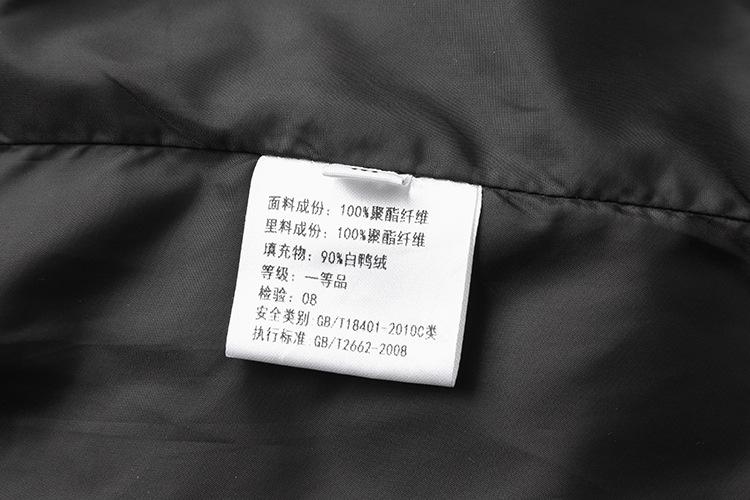 面料成份：100%聚酯纤维
里料成份：100%聚酯纤维
填充物：90%白鸭绒
等级：一等品
检验：08
安全类别:GB/T18401-2010C类
执行标准:GB/T2662-2008